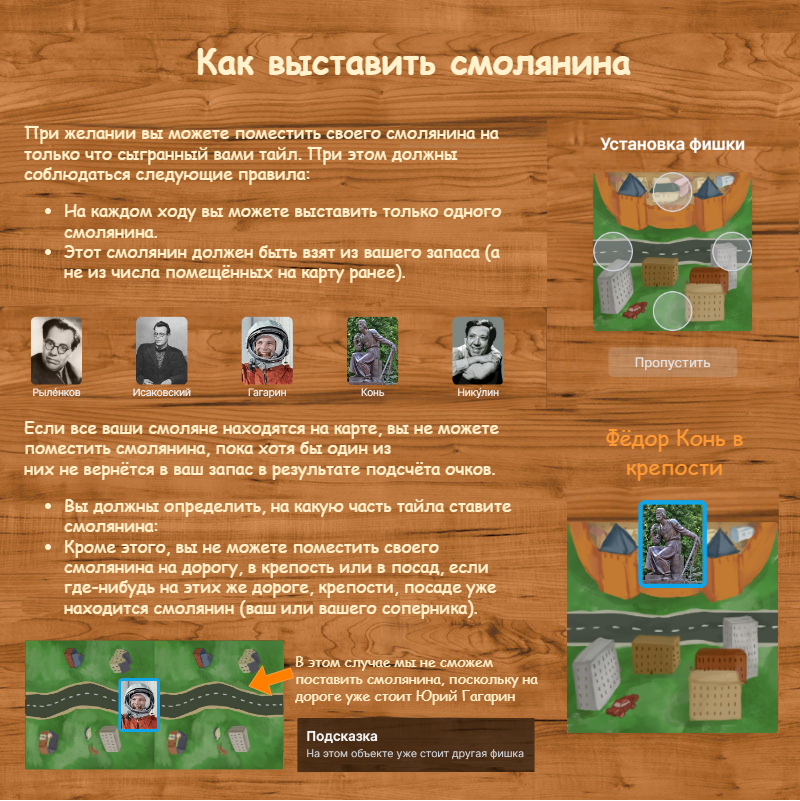 Как выставить смолянина
При желании вы можете поместить своего смолянина на
только что сыгранный вами тайл. При этом должны
соблюдаться следующие правила:
• На каждом ходу вы можете выставить только одного
смолянина.
• Этот смолянин должен быть взят из вашего запаса (а
не из числа помещённых на карту ранее).
Установка фишки
Пропустить
Рыле́нков
Исаковский
Гагарин
Конь
Нику́лин
Если все ваши смоляне находятся на карте, вы не можете
поместить смолянина, пока хотя бы один из
них не вернётся в ваш запас в результате подсчёта очков.
• Вы должны определить, на какую часть тайла ставите
смолянина:
• Кроме этого, вы не можете поместить своего
смолянина на дорогу, в крепость или в посад, если
где-нибудь на этих же дороге, крепости, посаде уже
находится смолянин (ваш или вашего соперника).
Фёдор Конь в
крепости
В этом случае мы не сможем
поставить смолянина, поскольку на
дороге уже стоит Юрий Гагарин
Подсказка
На этом объекте уже стоит другая фишка